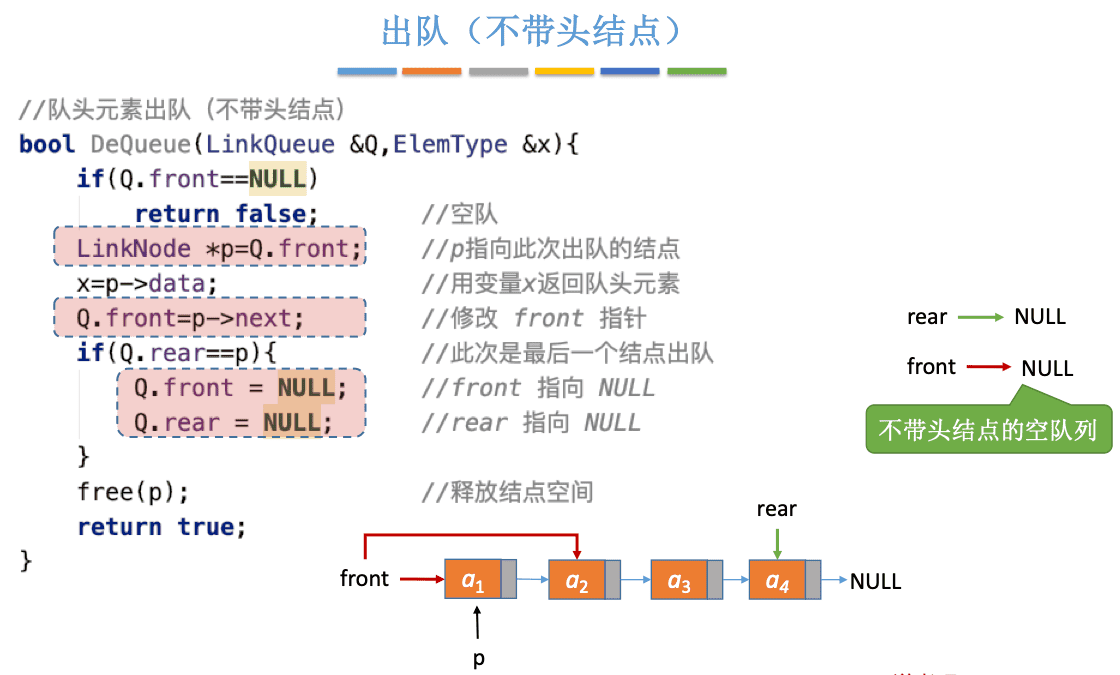 出队（不带头结点）
//队头元素出队（不带头结点）
bool DeQueue(LinkQueue &Q,ElemType &x){
if(Q.front==NULL)
return false; //空队
LinkNode *p=Q.front; //p指向此次出队的结点
x=p->data; //用变量x返回队头元素
Q.front=p->next; //修改 front 指针
if(Q.rear==p){ //此次是最后一个结点出队
Q.front = NULL; //front 指向 NULL
Q.rear = NULL; //rear 指向 NULL
}
free(p); //释放结点空间
return true;
}
rear NULL
front NULL
不带头结点的空队列
rear
front a1 a2 a3 a4 NULL
p